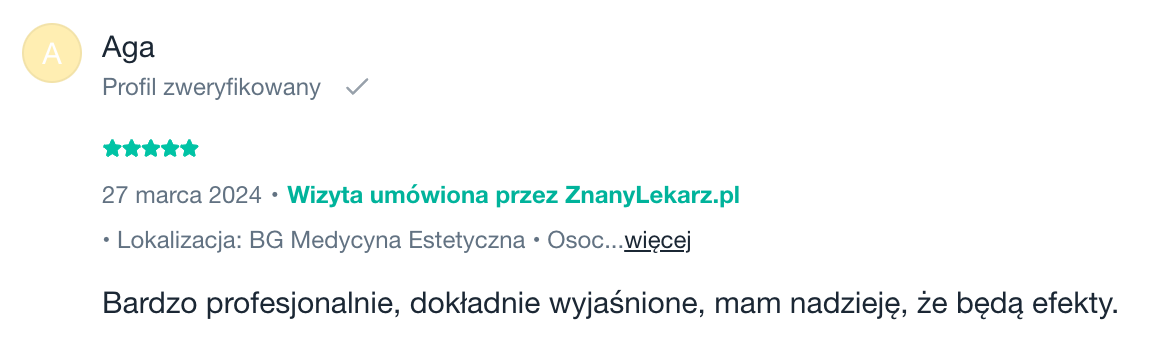 A
Aga
Profil zweryfikowany
27 marca 2024 • Wizyta umówiona przez ZnanyLekarz.pl
• Lokalizacja: BG Medycyna Estetyczna • Osoc...więcej
Bardzo profesjonalnie, dokładnie wyjaśnione, mam nadzieję, że będą efekty.